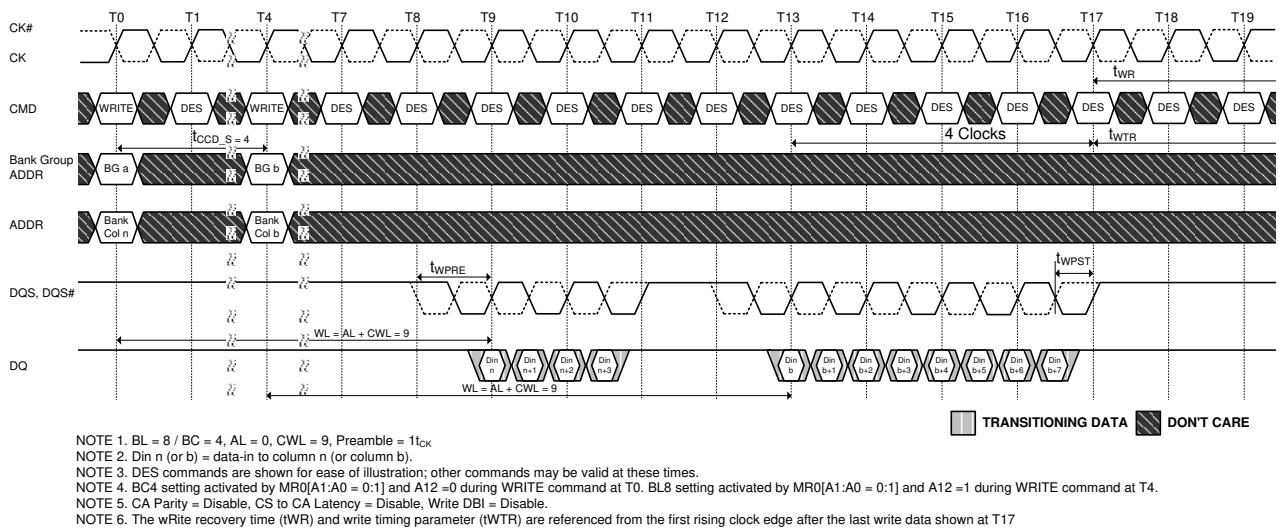 T0 T1 T4 T7 T8 T9 T10 T11 T12 T13 T14 T15 T16 T17 T18 T19
CK#
CK
tWR
CMD WRITE DES WRITE DES DES DES DES DES DES DES DES DES DES DES DES DES
tCCD_S = 4
4 Clocks
tWTR
Bank Group
ADDR
BG a BG b
ADDR
Bank
Col n
Bank
Col b
tWPRE
tWPST
DQS, DQS#
WL = AL + CWL = 9
DQ
Din
n
Din
n+1
Din
n+2
Din
n+3
Din
b
Din
b+1
Din
b+2
Din
b+3
Din
b+4
Din
b+5
Din
b+6
Din
b+7
WL = AL + CWL = 9
TRANSITIONING DATA DON'T CARE
NOTE 1. BL = 8 / BC = 4, AL = 0, CWL = 9, Preamble = 1tCK
NOTE 2. Din n (or b) = data-in to column n (or column b).
NOTE 3. DES commands are shown for ease of illustration; other commands may be valid at these times.
NOTE 4. BC4 setting activated by MR0[A1:A0 = 0:1] and A12 =0 during WRITE command at T0. BL8 setting activated by MR0[A1:A0 = 0:1] and A12 =1 during WRITE command at T4.
NOTE 5. CA Parity = Disable, CS to CA Latency = Disable, Write DBI = Disable.
NOTE 6. The wRite recovery time (tWR) and write timing parameter (tWTR) are referenced from the first rising clock edge after the last write data shown at T17